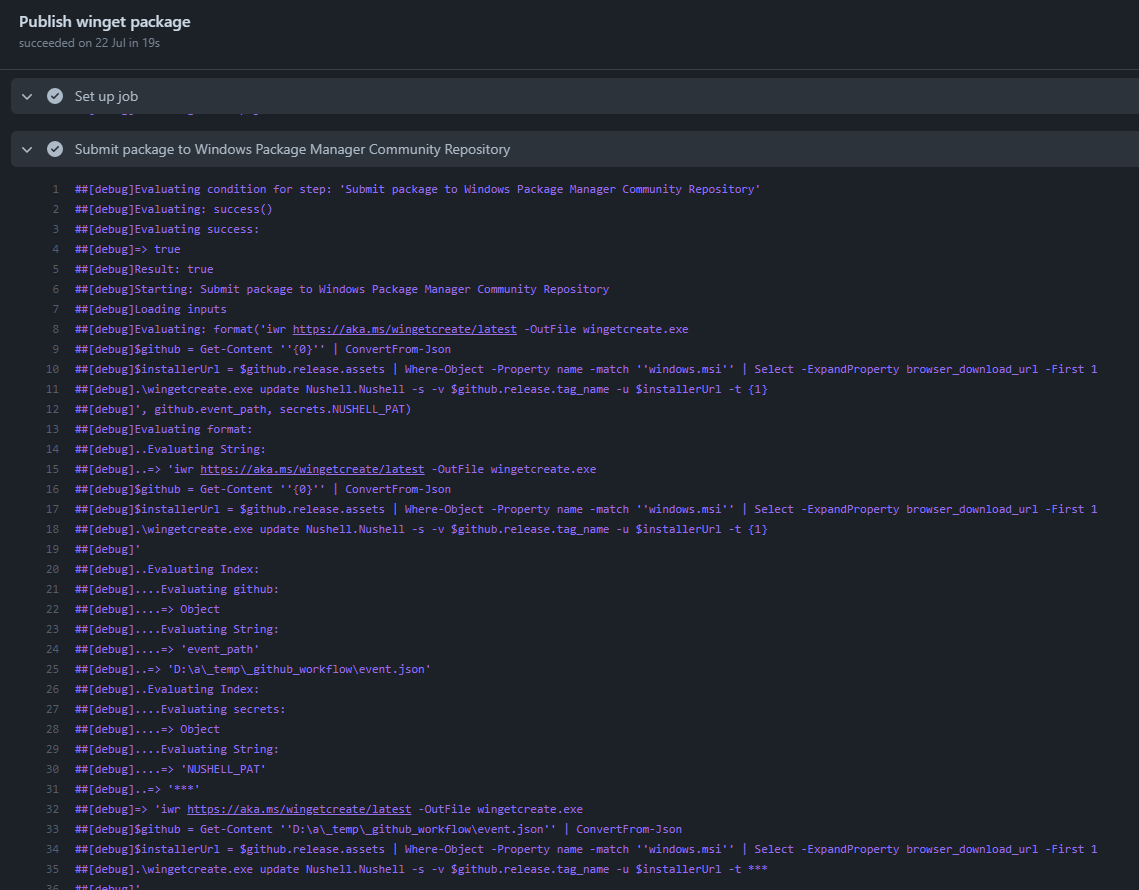 Publish winget package
succeeded on 22 Jul in 19s
Set up job
Submit package to Windows Package Manager Community Repository
1 ##[debug]Evaluating condition for step: 'Submit package to Windows Package Manager Community Repository'
2 ##[debug]Evaluating: success()
3 ##[debug]Evaluating success:
4 ##[debug]=> true
5 ##[debug]Result: true
6 ##[debug]Starting: Submit package to Windows Package Manager Community Repository
7 ##[debug]Loading inputs
8 ##[debug]Evaluating: format('iwr https://aka.ms/wingetcreate/latest -OutFile wingetcreate.exe
9 ##[debug]$github = Get-Content ''{0}'' | ConvertFrom-Json
10 ##[debug]$installerUrl = $github.release.assets | Where-Object -Property name -match ''windows.msi'' | Select -ExpandProperty browser_download_url -First 1
11 ##[debug].\wingetcreate.exe update Nushell.Nushell -s -v $github.release.tag_name -u $installerUrl -t {1}
12 ##[debug]', github.event_path, secrets.NUSHELL_PAT)
13 ##[debug]Evaluating format:
14 ##[debug]..Evaluating String:
15 ##[debug]..=> 'iwr https://aka.ms/wingetcreate/latest -OutFile wingetcreate.exe
16 ##[debug]$github = Get-Content ''{0}'' | ConvertFrom-Json
17 ##[debug]$installerUrl = $github.release.assets | Where-Object -Property name -match ''windows.msi'' | Select -ExpandProperty browser_download_url -First 1
18 ##[debug].\wingetcreate.exe update Nushell.Nushell -s -v $github.release.tag_name -u $installerUrl -t {1}
19 ##[debug]'
20 ##[debug]..Evaluating Index:
21 ##[debug]....Evaluating github:
22 ##[debug]....=> Object
23 ##[debug]....Evaluating String:
24 ##[debug]....=> 'event_path'
25 ##[debug]..=> 'D:\a\_temp\_github_workflow\event.json'
26 ##[debug]..Evaluating Index:
27 ##[debug]....Evaluating secrets:
28 ##[debug]....=> Object
29 ##[debug]....Evaluating String:
30 ##[debug]....=> 'NUSHELL_PAT'
31 ##[debug]..=> '***'
32 ##[debug]=> 'iwr https://aka.ms/wingetcreate/latest -OutFile wingetcreate.exe
33 ##[debug]$github = Get-Content ''D:\a\_temp\_github_workflow\event.json'' | ConvertFrom-Json
34 ##[debug]$installerUrl = $github.release.assets | Where-Object -Property name -match ''windows.msi'' | Select -ExpandProperty browser_download_url -First 1
35 ##[debug].\wingetcreate.exe update Nushell.Nushell -s -v $github.release.tag_name -u $installerUrl -t ***
36 ##[debug]'